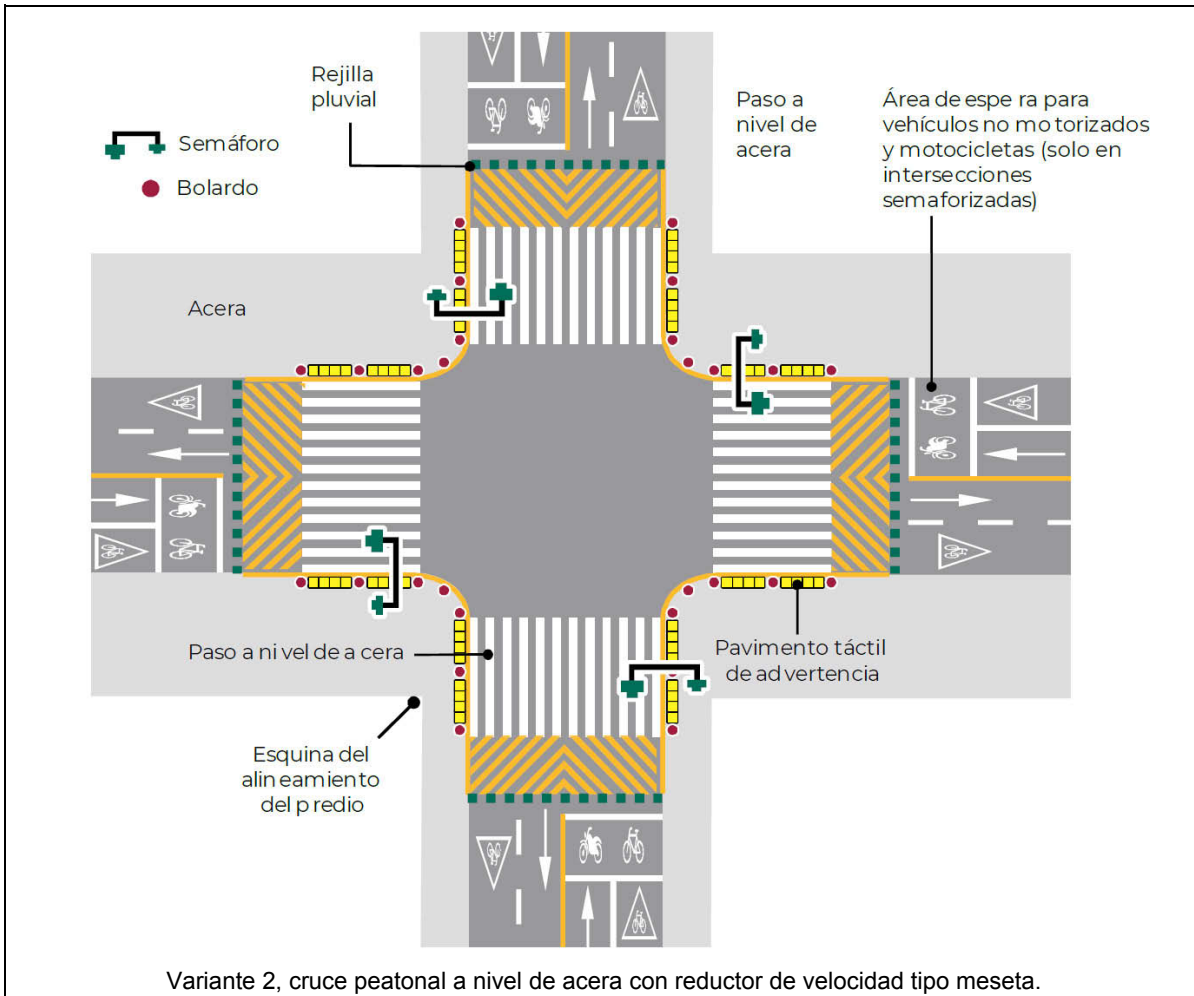 Rejilla
pluvial
Paso a
nivel de
acera
Área de espe ra para
vehículos no mo torizados
y motocicletas (solo en
intersecciones
semaforizadas)
Semáforo
Bolardo
Acera
Paso a ni vel de a cera
Pavimento táctil
de ad vertencia
Esquina del
alin eamien to
del p redio
Variante 2, cruce peatonal a nivel de acera con reductor de velocidad tipo meseta.